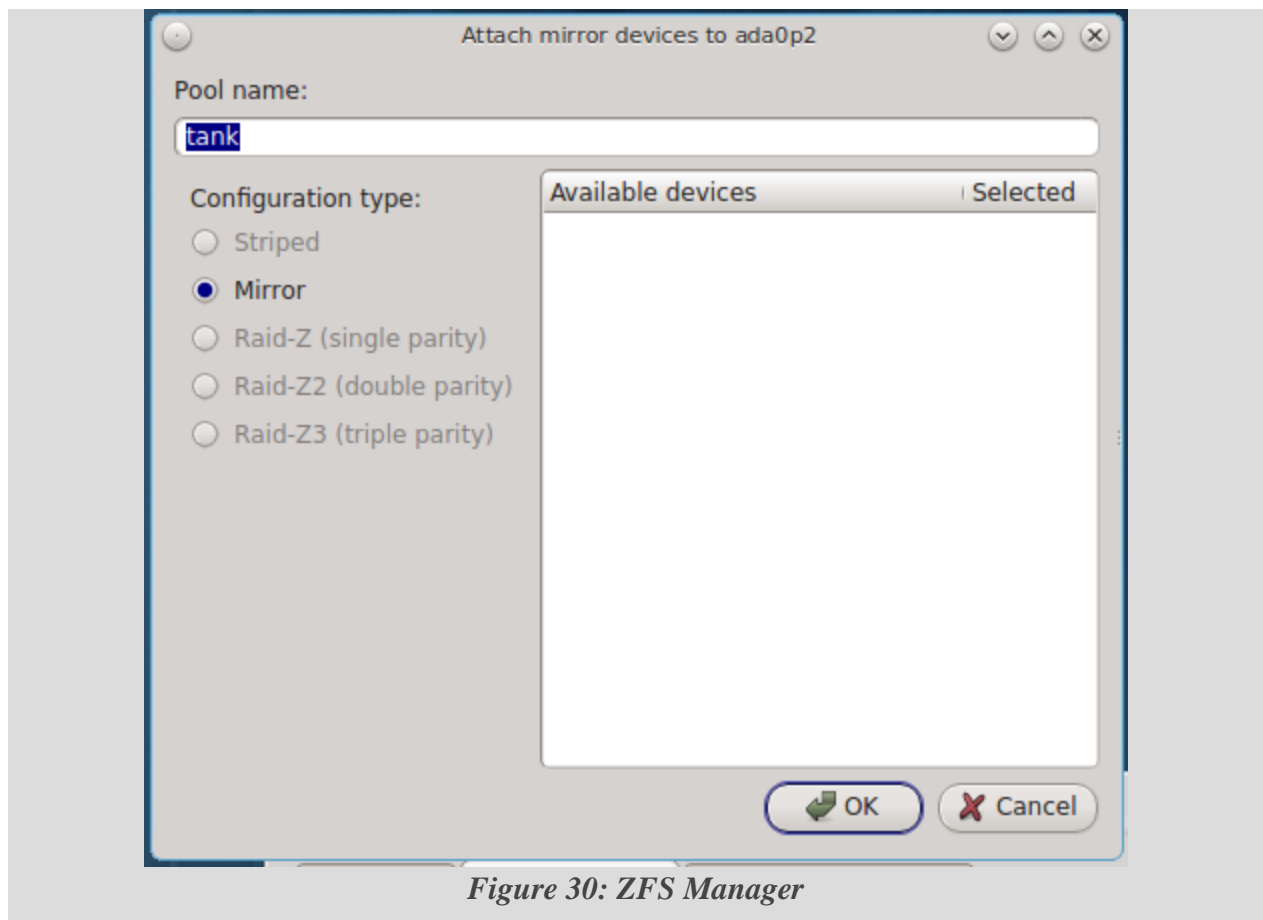 Attach mirror devices to ada0p2
Pool name:
tank
Configuration type:
Striped
Mirror
Raid-Z (single parity)
Raid-Z2 (double parity)
Raid-Z3 (triple parity)
Available devices Selected
OK Cancel
Figure 30: ZFS Manager